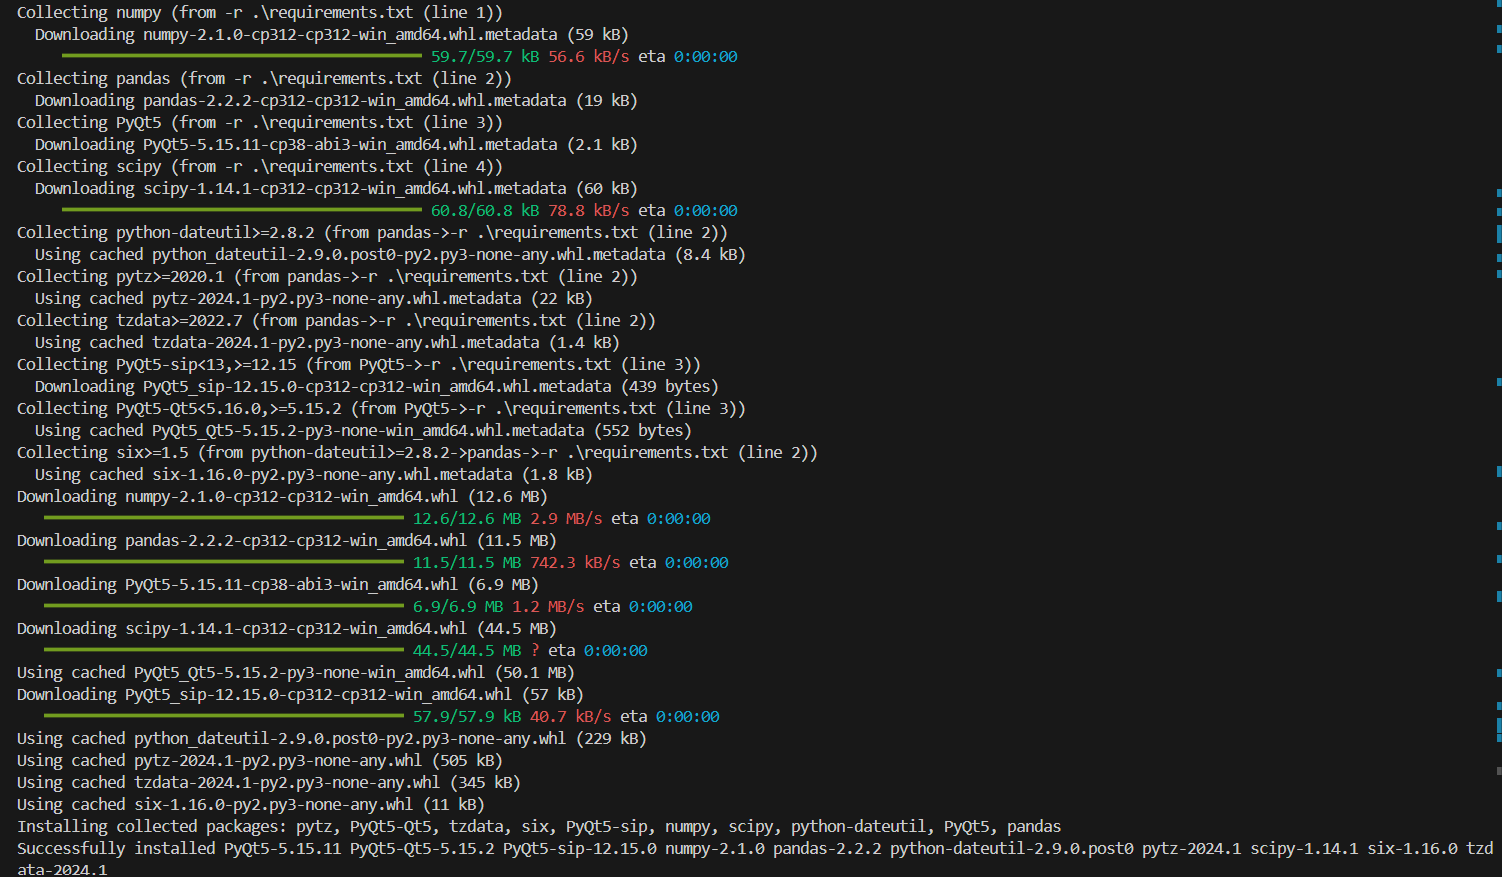 Collecting numpy (from -r .\requirements.txt (line 1))
Downloading numpy-2.1.0-cp312-cp312-win_amd64.whl.metadata (59 kB)
59.7/59.7 kB 56.6 kB/s eta 0:00:00
Collecting pandas (from -r .\requirements.txt (line 2))
Downloading pandas-2.2.2-cp312-cp312-win_amd64.whl.metadata (19 kB)
Collecting PyQt5 (from -r .\requirements.txt (line 3))
Downloading PyQt5-5.15.11-cp38-abi3-win_amd64.whl.metadata (2.1 kB)
Collecting scipy (from -r .\requirements.txt (line 4))
Downloading scipy-1.14.1-cp312-cp312-win_amd64.whl.metadata (60 kB)
60.8/60.8 kB 78.8 kB/s eta 0:00:00
Collecting python-dateutil>=2.8.2 (from pandas->-r .\requirements.txt (line 2))
Using cached python_dateutil-2.9.0.post0-py2.py3-none-any.whl.metadata (8.4 kB)
Collecting pytz>=2020.1 (from pandas->-r .\requirements.txt (line 2))
Using cached pytz-2024.1-py2.py3-none-any.whl.metadata (22 kB)
Collecting tzdata>=2022.7 (from pandas->-r .\requirements.txt (line 2))
Using cached tzdata-2024.1-py2.py3-none-any.whl.metadata (1.4 kB)
Collecting PyQt5-sip<13,>=12.15 (from PyQt5->-r .\requirements.txt (line 3))
Downloading PyQt5_sip-12.15.0-cp312-cp312-win_amd64.whl.metadata (439 bytes)
Collecting PyQt5-Qt5<5.16.0,>=5.15.2 (from PyQt5->-r .\requirements.txt (line 3))
Using cached PyQt5_Qt5-5.15.2-py3-none-win_amd64.whl.metadata (552 bytes)
Collecting six>=1.5 (from python-dateutil>=2.8.2->pandas->-r .\requirements.txt (line 2))
Using cached six-1.16.0-py2.py3-none-any.whl.metadata (1.8 kB)
Downloading numpy-2.1.0-cp312-cp312-win_amd64.whl (12.6 MB)
12.6/12.6 MB 2.9 MB/s eta 0:00:00
Downloading pandas-2.2.2-cp312-cp312-win_amd64.whl (11.5 MB)
11.5/11.5 MB 742.3 kB/s eta 0:00:00
Downloading PyQt5-5.15.11-cp38-abi3-win_amd64.whl (6.9 MB)
6.9/6.9 MB 1.2 MB/s eta 0:00:00
Downloading scipy-1.14.1-cp312-cp312-win_amd64.whl (44.5 MB)
44.5/44.5 MB ? eta 0:00:00
Using cached PyQt5_Qt5-5.15.2-py3-none-win_amd64.whl (50.1 MB)
Downloading PyQt5_sip-12.15.0-cp312-cp312-win_amd64.whl (57 kB)
57.9/57.9 kB 40.7 kB/s eta 0:00:00
Using cached python_dateutil-2.9.0.post0-py2.py3-none-any.whl (229 kB)
Using cached pytz-2024.1-py2.py3-none-any.whl (505 kB)
Using cached tzdata-2024.1-py2.py3-none-any.whl (345 kB)
Using cached six-1.16.0-py2.py3-none-any.whl (11 kB)
Installing collected packages: pytz, PyQt5-Qt5, tzdata, six, PyQt5-sip, numpy, scipy, python-dateutil, PyQt5, pandas
Successfully installed PyQt5-5.15.11 PyQt5-Qt5-5.15.2 PyQt5-sip-12.15.0 numpy-2.1.0 pandas-2.2.2 python-dateutil-2.9.0.post0 pytz-2024.1 scipy-1.14.1 six-1.16.0 tzd
ata-2024.1